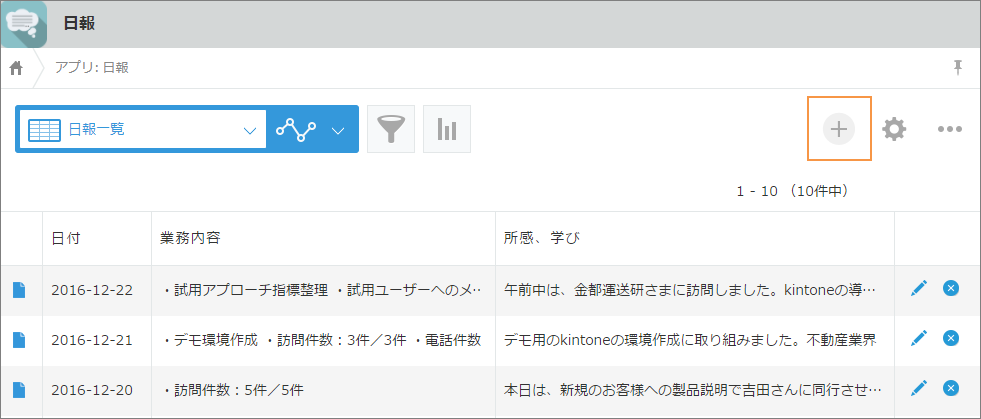 日報
アプリ: 日報
日報一覧
1 - 10 (10件中)
日付 業務内容 所感、学び
2016-12-22 ・試用アプローチ指標整理 ・試用ユーザーへのメ… 午前中は、金都運送研さまに訪問しました。kintoneの導…
2016-12-21 ・デモ環境作成 ・訪問件数：3件／3件 ・電話件数 デモ用のkintoneの環境作成に取り組みました。不動産業界
2016-12-20 ・訪問件数：5件／5件 本日は、新規のお客様への製品説明で吉田さんに同行させ…